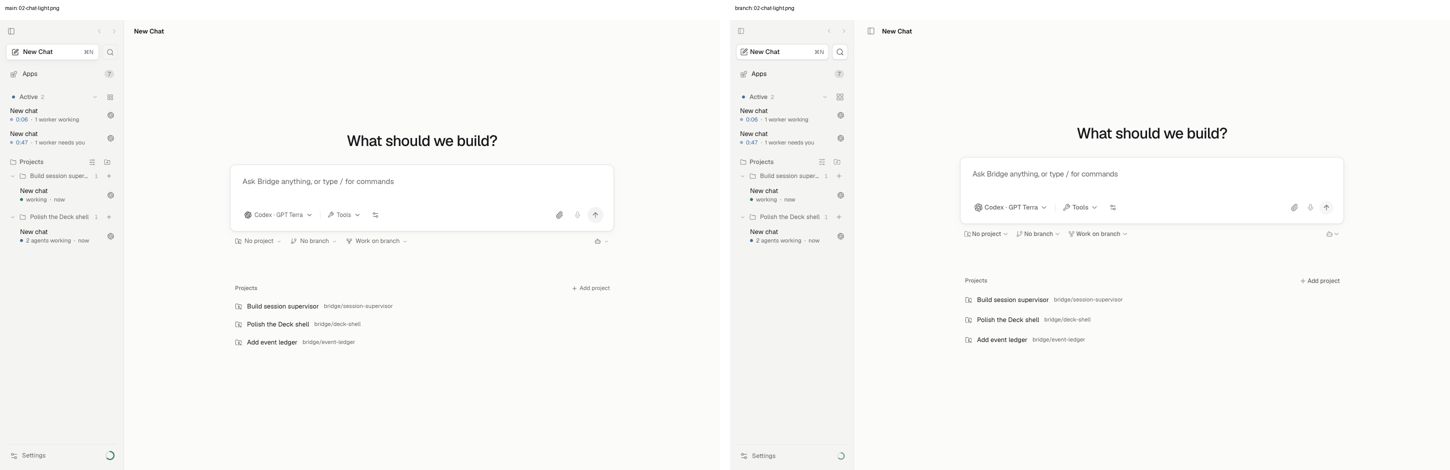 main: 02-chat-light.png
New Chat
New Chat ⌘N
Apps 7
Active 2
New chat
0:06 · 1 worker working
New chat
0:47 · 1 worker needs you
Projects
Build session super... 1
New chat
working · now
Polish the Deck shell 1
New chat
2 agents working · now
Settings
What should we build?
Ask Bridge anything, or type / for commands
Codex · GPT Terra Tools
No project No branch Work on branch
Projects + Add project
Build session supervisor bridge/session-supervisor
Polish the Deck shell bridge/deck-shell
Add event ledger bridge/event-ledger
branch: 02-chat-light.png
New Chat
New Chat ⌘N
Apps 7
Active 2
New chat
0:06 · 1 worker working
New chat
0:47 · 1 worker needs you
Projects
Build session super... 1
New chat
working · now
Polish the Deck shell 1
New chat
2 agents working · now
Settings
What should we build?
Ask Bridge anything, or type / for commands
Codex · GPT Terra Tools
No project No branch Work on branch
Projects + Add project
Build session supervisor bridge/session-supervisor
Polish the Deck shell bridge/deck-shell
Add event ledger bridge/event-ledger